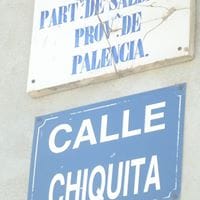 PART.º DE
PROV.ª DE
PALENCIA.
CALLE
CHIQUITA